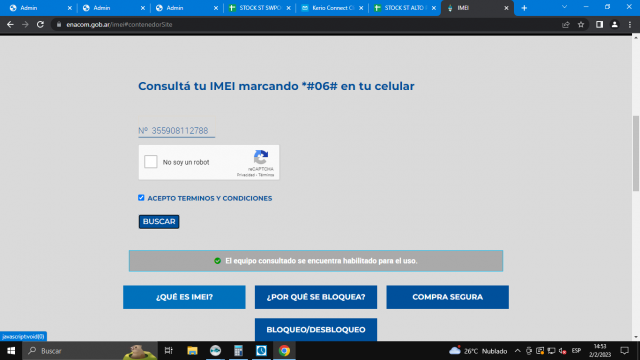 Admin
Admin
Admin
STOCK ST SWPO
Kerio Connect Cl
STOCK ST ALTO
IMEI
enacom.gob.ar/imei#contenedorSite
Consultá tu IMEI marcando *#06# en tu celular
Nº 355908112788
No soy un robot
reCAPTCHA
Privacidad - Términos
ACEPTO TERMINOS Y CONDICIONES
BUSCAR
El equipo consultado se encuentra habilitado para el uso.
¿QUÉ ES IMEI?
¿POR QUÉ SE BLOQUEA?
COMPRA SEGURA
BLOQUEO/DESBLOQUEO
javascript:void(0)
Buscar
26°C Nublado
ESP
14:53
2/2/2023